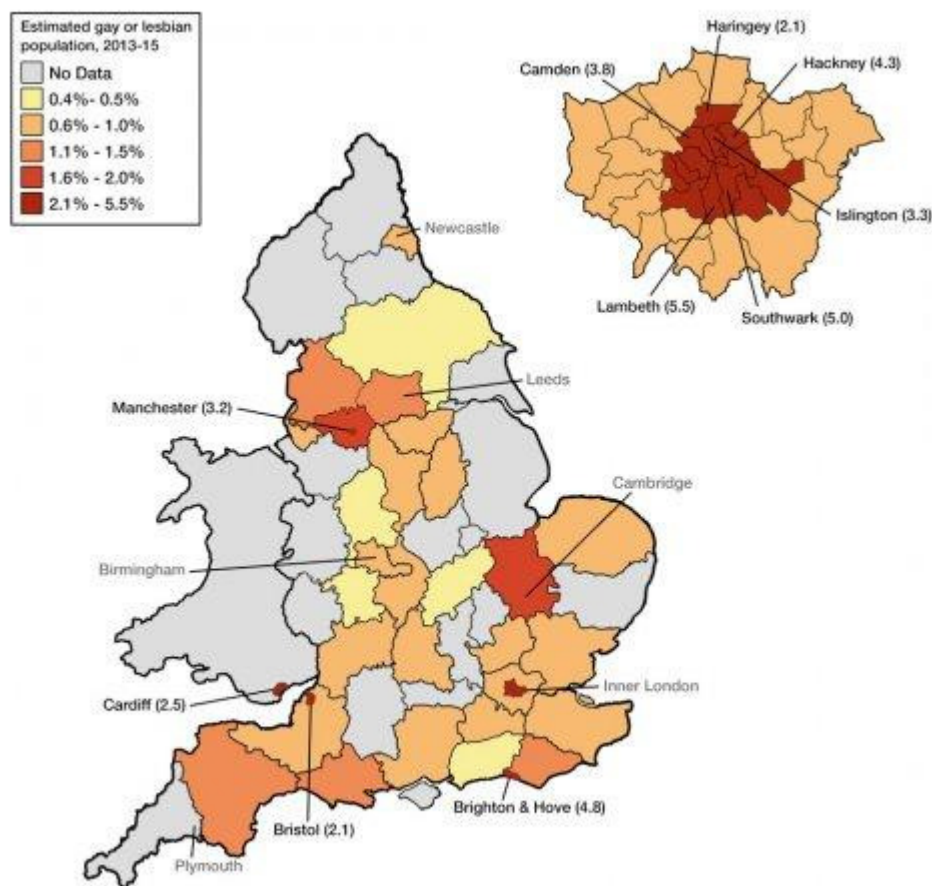 Estimated gay or lesbian
population, 2013-15
No Data
0.4%- 0.5%
0.6% - 1.0%
1.1% - 1.5%
1.6% - 2.0%
2.1% - 5.5%
Haringey (2.1)
Camden (3.8)
Hackney (4.3)
Islington (3.3)
Lambeth (5.5)
Southwark (5.0)
Newcastle
Leeds
Manchester (3.2)
Cambridge
Birmingham
Inner London
Cardiff (2.5)
Brighton & Hove (4.8)
Bristol (2.1)
Plymouth